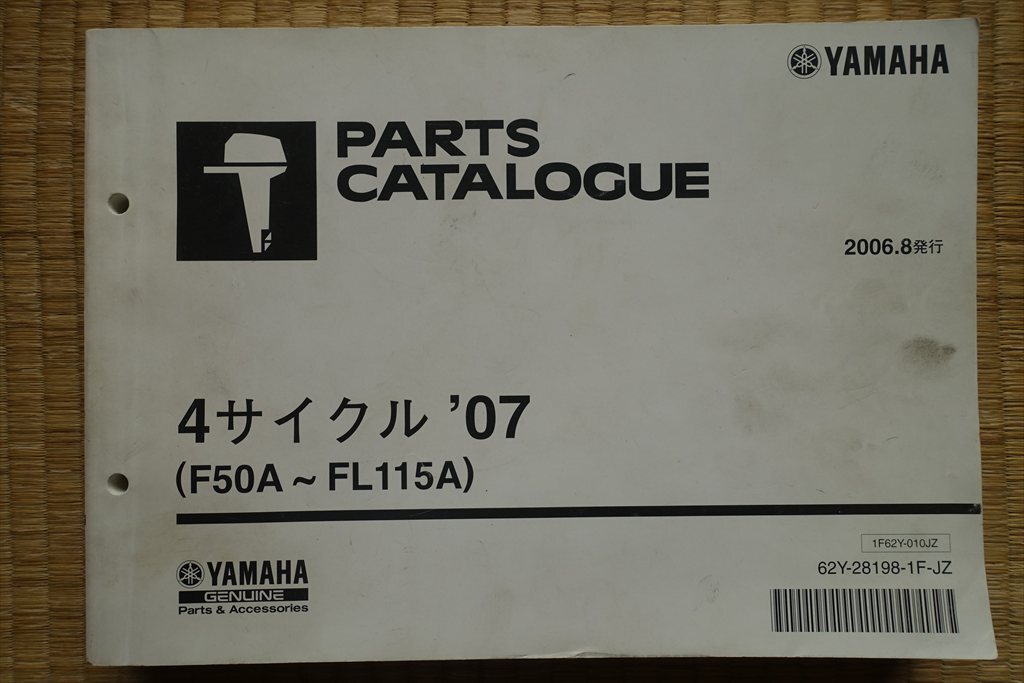 YAMAHA
PARTS
CATALOGUE
2006.8発行
4サイクル '07
(F50A ~ FL115A)
1F62Y-010JZ
62Y-28198-1F-JZ
YAMAHA
GENUINE
Parts & Accessories